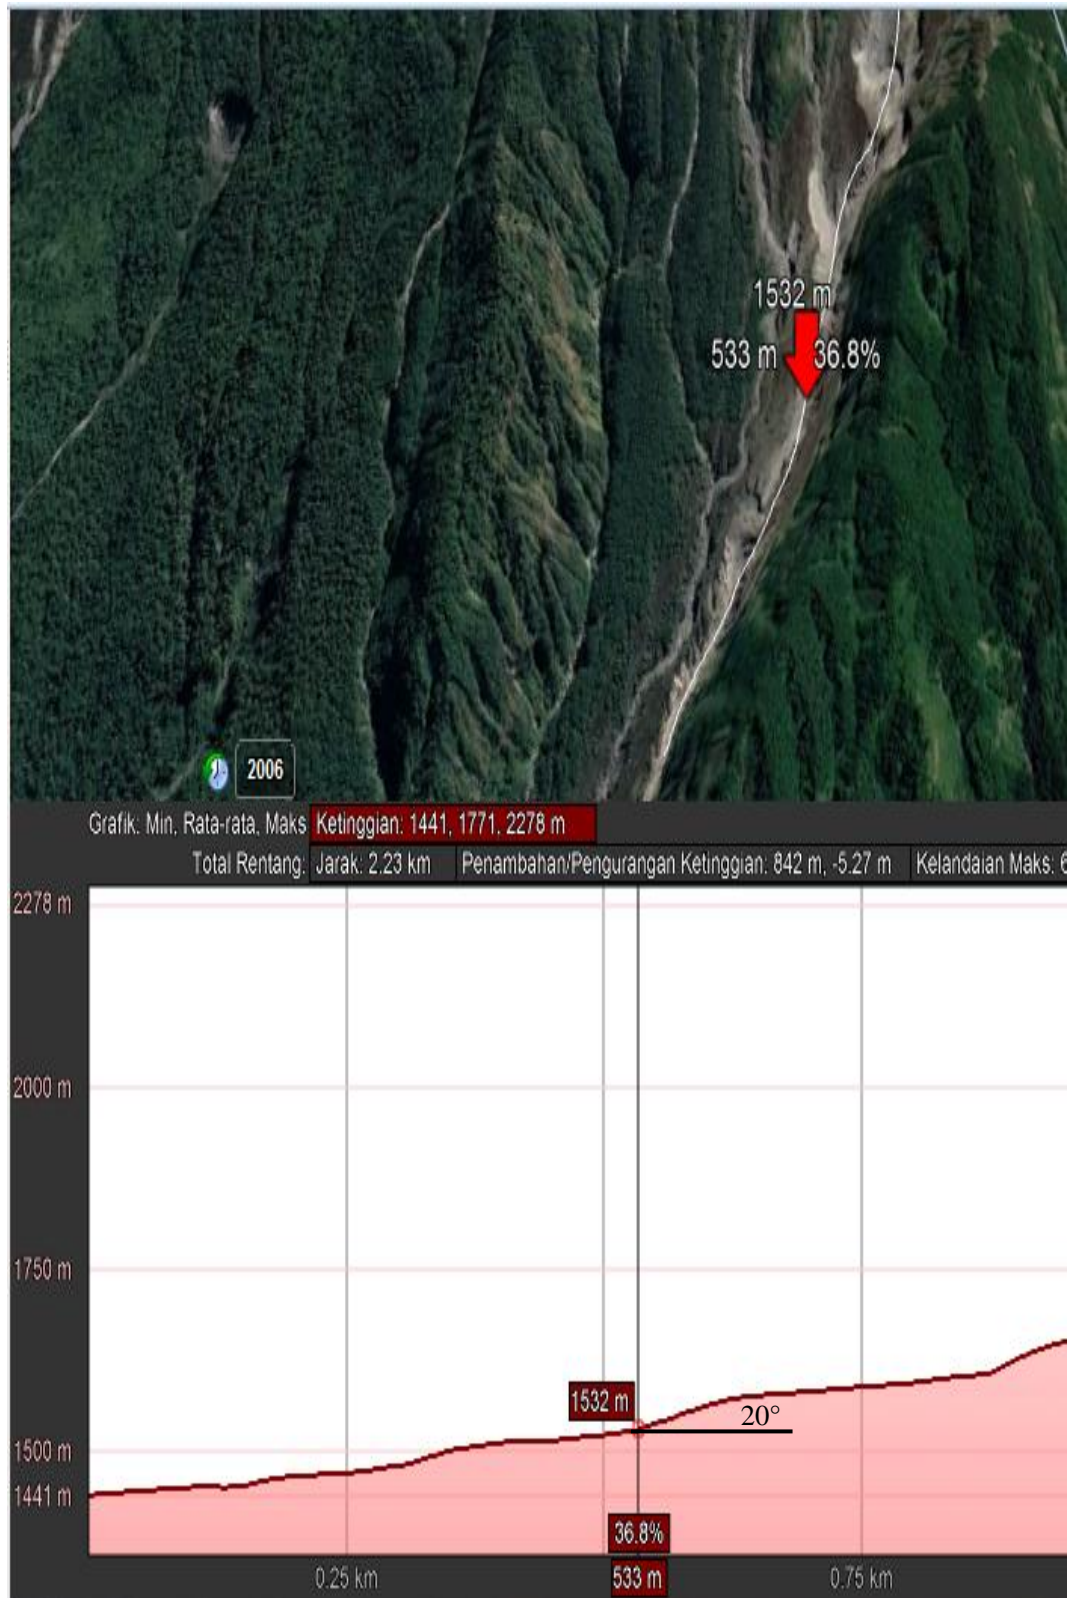 1532 m
533 m 36.8%
2006
Grafik: Min, Rata-rata, Maks Ketinggian: 1441, 1771, 2278 m
Total Rentang: Jarak: 2.23 km Penambahan/Pengurangan Ketinggian: 842 m, -5.27 m Kelandaian Maks: 6
2278 m
2000 m
1750 m
1532 m
20°
1500 m
1441 m
36.8%
0.25 km 533 m 0.75 km